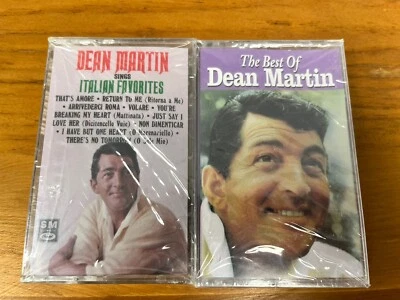 DEAN MARTIN
SINGS
ITALIAN FAVORITES
THAT'S AMORE • RETURN TO ME (Ritorna a Me)
ARRIVEDERCI ROMA • VOLARE • YOU'RE
BREAKING MY HEART (Mattinata) • JUST SAY I
LOVE HER (Dicitencello Vuie) • NON DIMENTICAR
• I HAVE BUT ONE HEART (O Marenariello) •
THERE'S NO TOMORROW (O Sole Mio)
The Best Of
Dean Martin